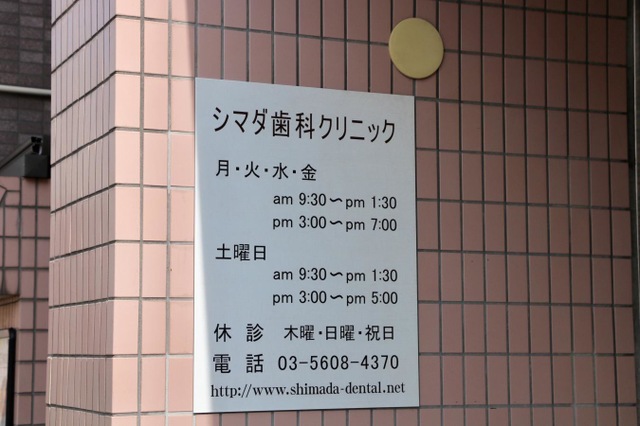 シマダ歯科クリニック
月・火・水・金
am 9:30〜pm 1:30
pm 3:00〜pm 7:00
土曜日
am 9:30〜pm 1:30
pm 3:00〜pm 5:00
休 診 木曜・日曜・祝日
電 話 03-5608-4370
http://www.shimada-dental.net